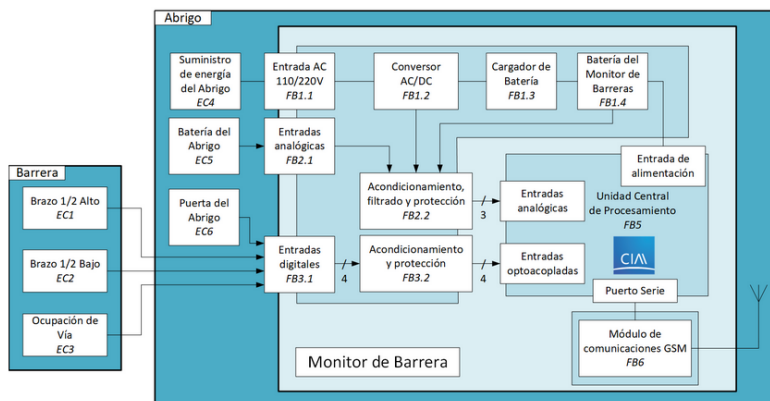 Abrigo
Suministro
de energía
del Abrigo
EC4
Entrada AC
110/220V
FB1.1
Conversor
AC/DC
FB1.2
Cargador de
Batería
FB1.3
Batería del
Monitor de
Barreras
FB1.4
Batería del
Abrigo
EC5
Entradas
analógicas
FB2.1
Entrada de
alimentación
Barrera
Brazo 1/2 Alto
EC1
Puerta del
Abrigo
EC6
Acondicionamiento,
filtrado y protección
FB2.2
3
Entradas
analógicas
Unidad Central
de Procesamiento
FB5
Brazo 1/2 Bajo
EC2
Entradas
digitales
FB3.1
4
Acondicionamiento
y protección
FB3.2
4
Entradas
optoacopladas
CIAA
Puerto Serie
Ocupación de
Vía
EC3
Monitor de Barrera
Módulo de
comunicaciones GSM
FB6